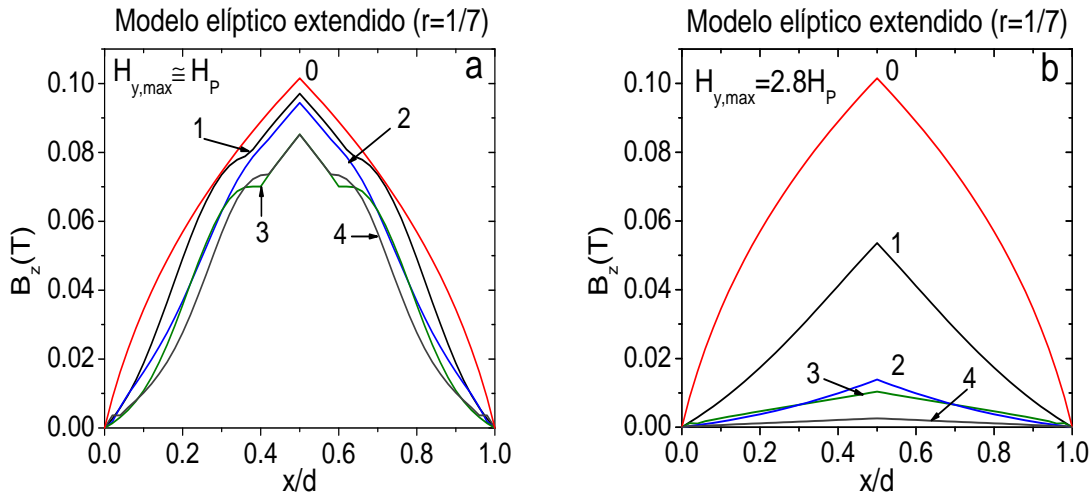 Modelo elíptico extendido (r=1/7)
H_y,max ≅ H_P
a
0
1
2
3
4
0.10
0.08
0.06
0.04
0.02
0.00
B_z(T)
0.0 0.2 0.4 0.6 0.8 1.0
x/d
Modelo elíptico extendido (r=1/7)
H_y,max=2.8H_P
b
0
1
2
3
4
0.10
0.08
0.06
0.04
0.02
0.00
B_z(T)
0.0 0.2 0.4 0.6 0.8 1.0
x/d